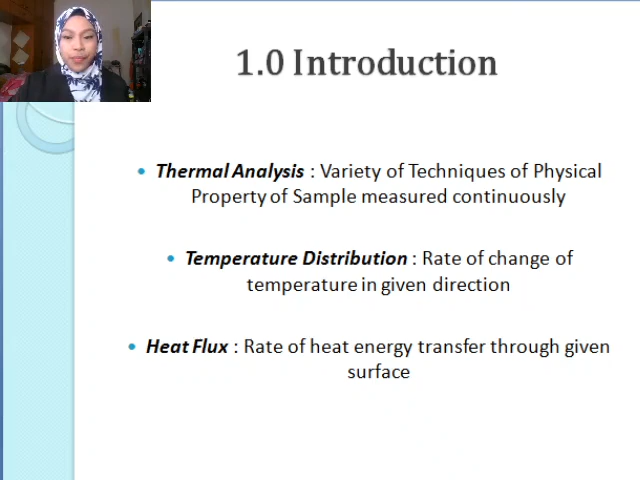 1.0 Introduction
• Thermal Analysis : Variety of Techniques of Physical
Property of Sample measured continuously
• Temperature Distribution : Rate of change of
temperature in given direction
• Heat Flux : Rate of heat energy transfer through given
surface